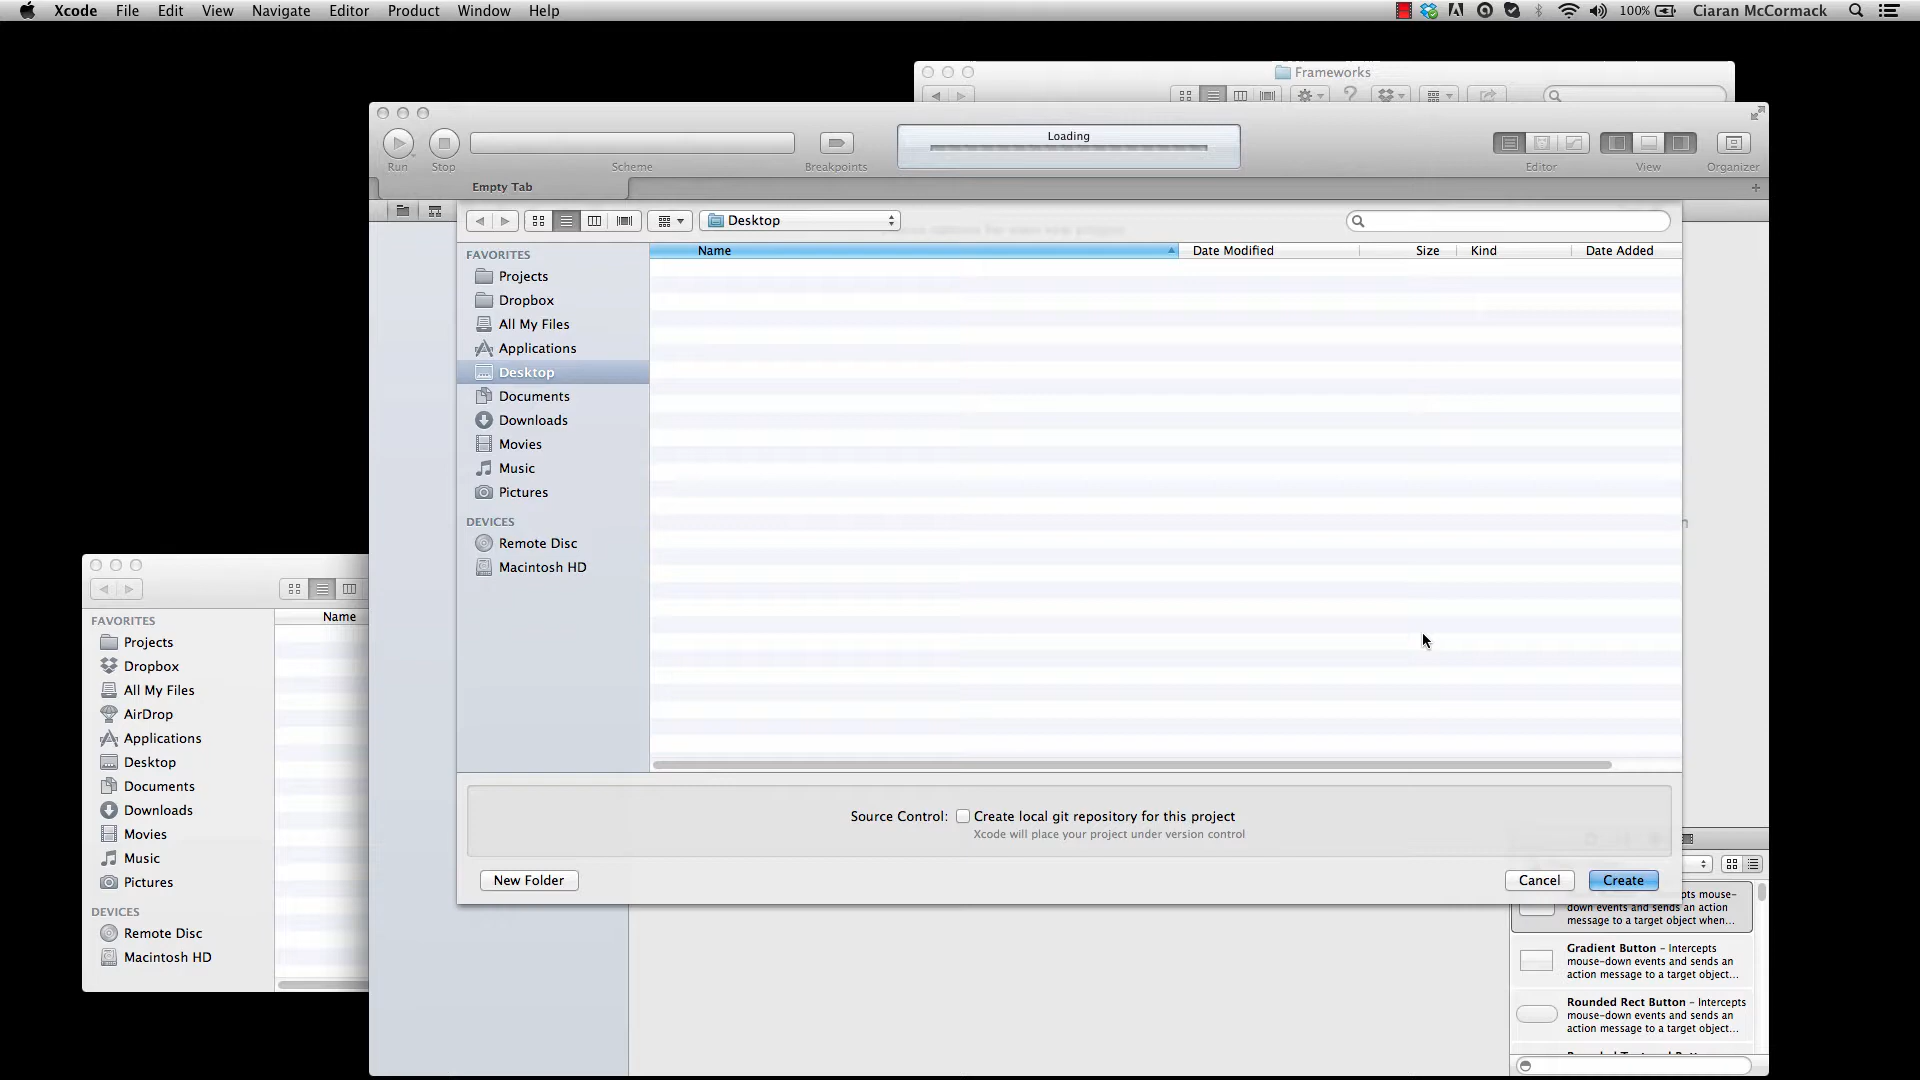 Xcode File Edit View Navigate Editor Product Window Help 100% Ciaran McCormack
Frameworks
Loading
Run Stop Scheme Breakpoints Editor View Organizer
Empty Tab
Desktop
FAVORITES
Projects
Dropbox
All My Files
Applications
Desktop
Documents
Downloads
Movies
Music
Pictures
DEVICES
Remote Disc
Macintosh HD
Name Date Modified Size Kind Date Added
Source Control: Create local git repository for this project
Xcode will place your project under version control
New Folder Cancel Create
Name
FAVORITES
Projects
Dropbox
All My Files
AirDrop
Applications
Desktop
Documents
Downloads
Movies
Music
Pictures
DEVICES
Remote Disc
Macintosh HD
mouse-
down events and sends an action
message to a target object when...
Gradient Button – Intercepts
mouse-down events and sends an
action message to a target object...
Rounded Rect Button – Intercepts
mouse-down events and sends an
action message to a target object...